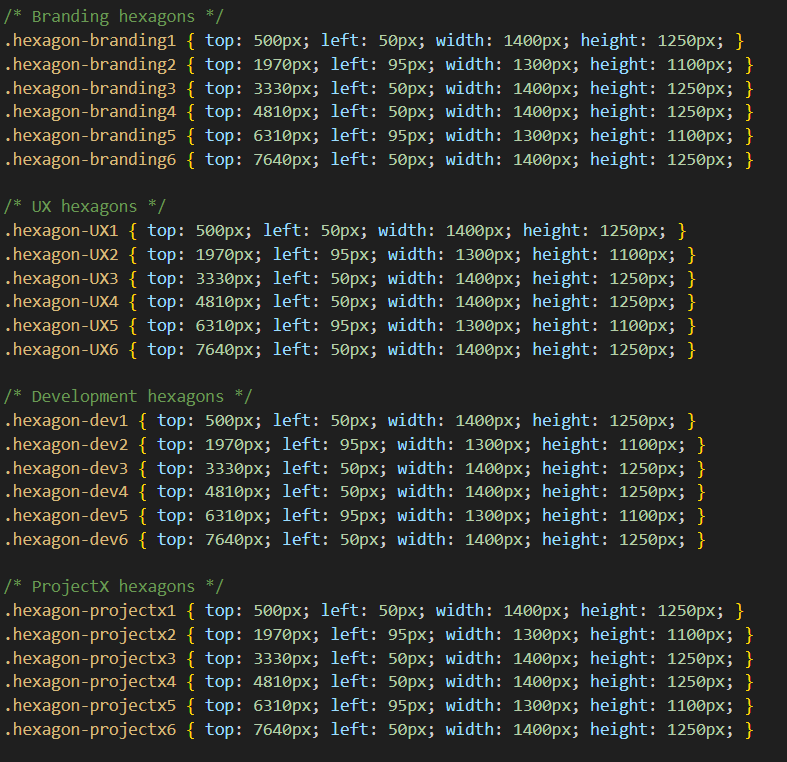 /* Branding hexagons */
.hexagon-branding1 { top: 500px; left: 50px; width: 1400px; height: 1250px; }
.hexagon-branding2 { top: 1970px; left: 95px; width: 1300px; height: 1100px; }
.hexagon-branding3 { top: 3330px; left: 50px; width: 1400px; height: 1250px; }
.hexagon-branding4 { top: 4810px; left: 50px; width: 1400px; height: 1250px; }
.hexagon-branding5 { top: 6310px; left: 95px; width: 1300px; height: 1100px; }
.hexagon-branding6 { top: 7640px; left: 50px; width: 1400px; height: 1250px; }
/* UX hexagons */
.hexagon-UX1 { top: 500px; left: 50px; width: 1400px; height: 1250px; }
.hexagon-UX2 { top: 1970px; left: 95px; width: 1300px; height: 1100px; }
.hexagon-UX3 { top: 3330px; left: 50px; width: 1400px; height: 1250px; }
.hexagon-UX4 { top: 4810px; left: 50px; width: 1400px; height: 1250px; }
.hexagon-UX5 { top: 6310px; left: 95px; width: 1300px; height: 1100px; }
.hexagon-UX6 { top: 7640px; left: 50px; width: 1400px; height: 1250px; }
/* Development hexagons */
.hexagon-dev1 { top: 500px; left: 50px; width: 1400px; height: 1250px; }
.hexagon-dev2 { top: 1970px; left: 95px; width: 1300px; height: 1100px; }
.hexagon-dev3 { top: 3330px; left: 50px; width: 1400px; height: 1250px; }
.hexagon-dev4 { top: 4810px; left: 50px; width: 1400px; height: 1250px; }
.hexagon-dev5 { top: 6310px; left: 95px; width: 1300px; height: 1100px; }
.hexagon-dev6 { top: 7640px; left: 50px; width: 1400px; height: 1250px; }
/* ProjectX hexagons */
.hexagon-projectx1 { top: 500px; left: 50px; width: 1400px; height: 1250px; }
.hexagon-projectx2 { top: 1970px; left: 95px; width: 1300px; height: 1100px; }
.hexagon-projectx3 { top: 3330px; left: 50px; width: 1400px; height: 1250px; }
.hexagon-projectx4 { top: 4810px; left: 50px; width: 1400px; height: 1250px; }
.hexagon-projectx5 { top: 6310px; left: 95px; width: 1300px; height: 1100px; }
.hexagon-projectx6 { top: 7640px; left: 50px; width: 1400px; height: 1250px; }